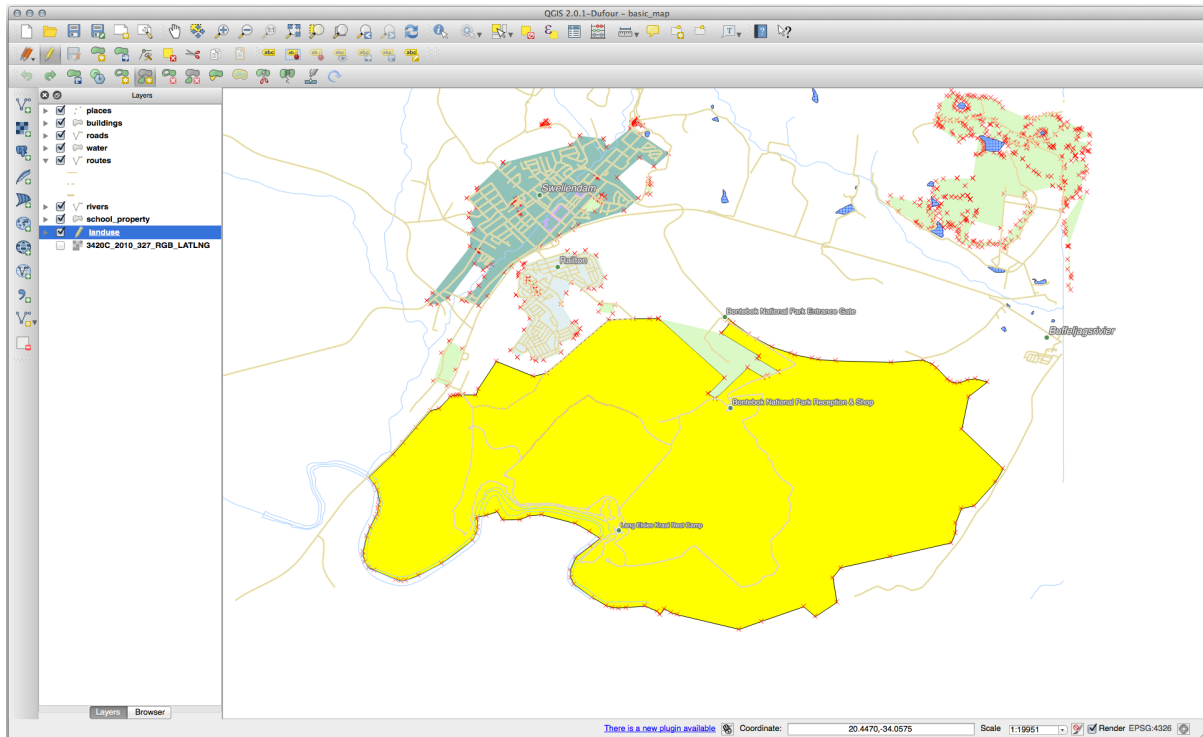 QGIS 2.0.1-Dufour - basic_map
Layers
places
buildings
roads
water
routes
rivers
school_property
landuse
3420C_2010_327_RGB_LATLNG
Swellendam
Railton
Bontebok National Park Entrance Gate
Buffeljagsrivier
Bontebok National Park Reception & Shop
Lang Elsies Kraal Rest Camp
Layers
Browser
There is a new plugin available
Coordinate:
20.4470,-34.0575
Scale
1:19951
Render
EPSG:4326